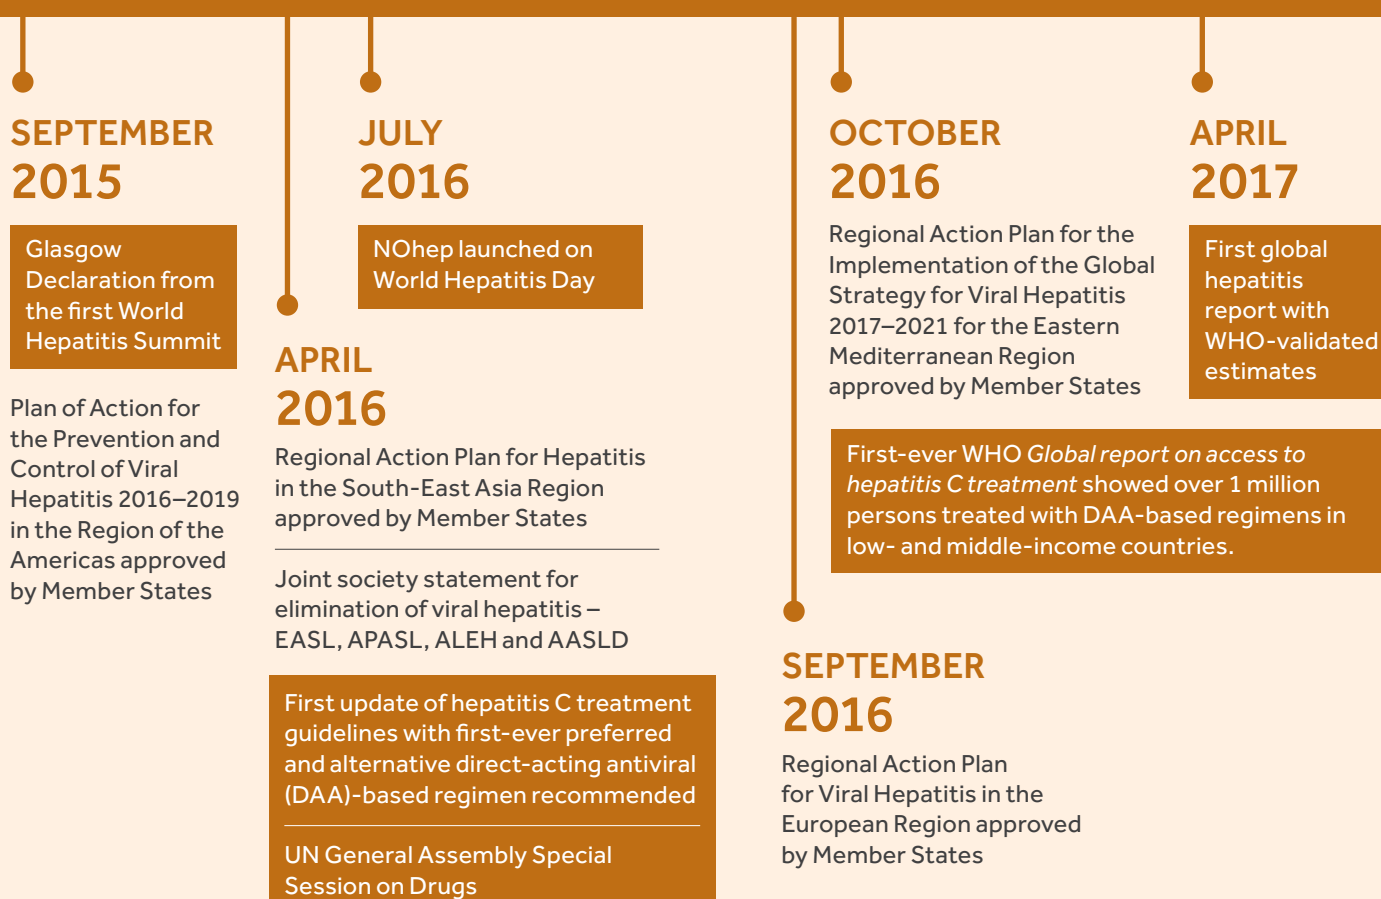 SEPTEMBER
2015
Glasgow
Declaration from
the first World
Hepatitis Summit
Plan of Action for
the Prevention and
Control of Viral
Hepatitis 2016–2019
in the Region of the
Americas approved
by Member States
APRIL
2016
Regional Action Plan for Hepatitis
in the South-East Asia Region
approved by Member States
Joint society statement for
elimination of viral hepatitis –
EASL, APASL, ALEH and AASLD
First update of hepatitis C treatment
guidelines with first-ever preferred
and alternative direct-acting antiviral
(DAA)-based regimen recommended
UN General Assembly Special
Session on Drugs
JULY
2016
NOhep launched on
World Hepatitis Day
SEPTEMBER
2016
Regional Action Plan
for Viral Hepatitis in the
European Region approved
by Member States
OCTOBER
2016
Regional Action Plan for the
Implementation of the Global
Strategy for Viral Hepatitis
2017–2021 for the Eastern
Mediterranean Region
approved by Member States
First-ever WHO Global report on access to
hepatitis C treatment showed over 1 million
persons treated with DAA-based regimens in
low- and middle-income countries.
APRIL
2017
First global
hepatitis
report with
WHO-validated
estimates